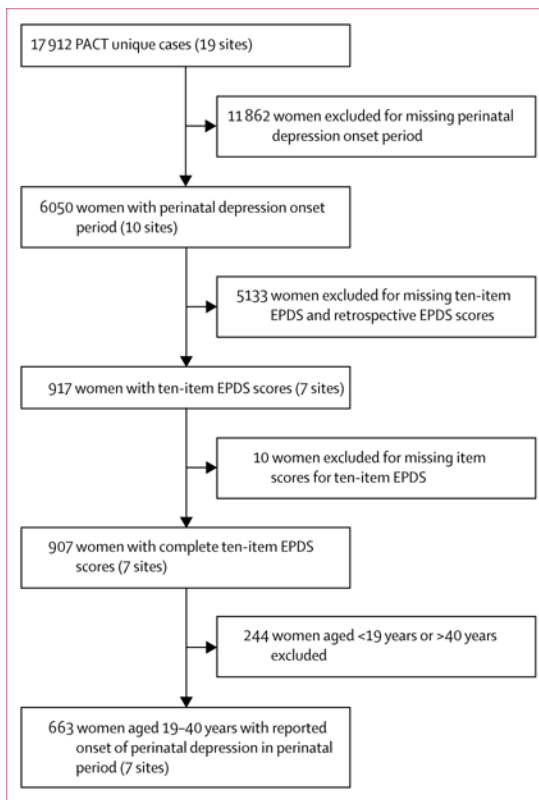 17 912 PACT unique cases (19 sites)
11 862 women excluded for missing perinatal
depression onset period
6050 women with perinatal depression onset
period (10 sites)
5133 women excluded for missing ten-item
EPDS and retrospective EPDS scores
917 women with ten-item EPDS scores (7 sites)
10 women excluded for missing item
scores for ten-item EPDS
907 women with complete ten-item EPDS
scores (7 sites)
244 women aged <19 years or >40 years
excluded
663 women aged 19–40 years with reported
onset of perinatal depression in perinatal
period (7 sites)